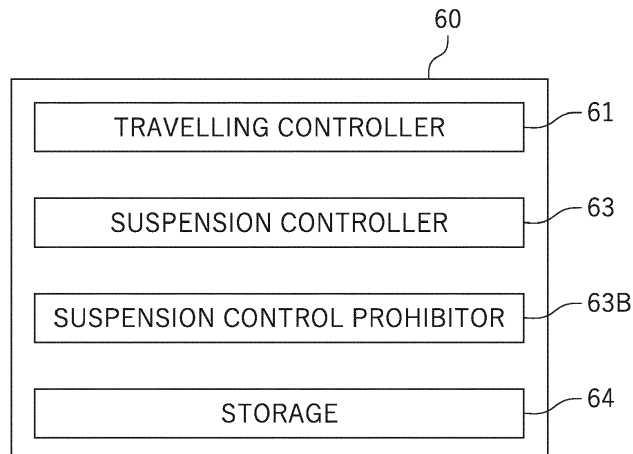 60
TRAVELLING CONTROLLER
61
SUSPENSION CONTROLLER
63
SUSPENSION CONTROL PROHIBITOR
63B
STORAGE
64